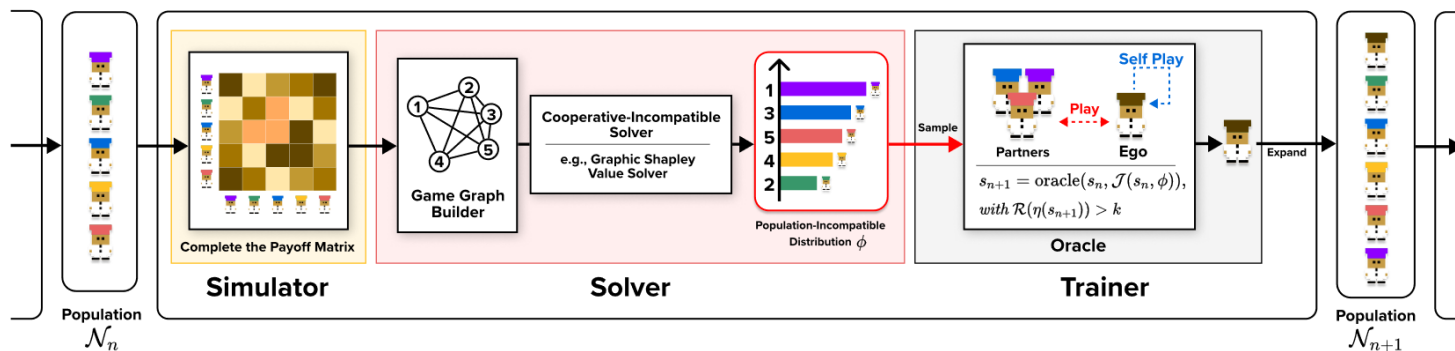 Population
𝒩ₙ
Complete the Payoff Matrix
Simulator
1
2
3
4
5
Game Graph
Builder
Cooperative-Incompatible
Solver
e.g., Graphic Shapley
Value Solver
1
3
5
4
2
Population-Incompatible
Distribution ϕ
Solver
Sample
Self Play
Play
Partners
Ego
sₙ₊₁ = oracle(sₙ, 𝒥(sₙ, ϕ)),
with ℛ(η(sₙ₊₁)) > k
Oracle
Trainer
Expand
Population
𝒩ₙ₊₁